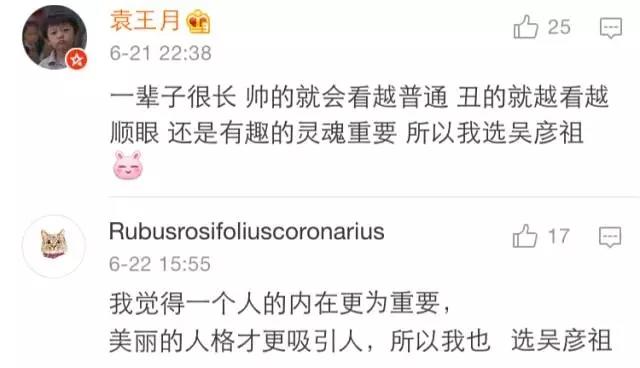 袁王月
25
6-21 22:38
一辈子很长 帅的就会看越普通 丑的就越看越
顺眼 还是有趣的灵魂重要 所以我选吴彦祖
Rubusrosifoliuscoronarius
17
6-22 15:55
我觉得一个人的内在更为重要，
美丽的人格才更吸引人，所以我也 选吴彦祖